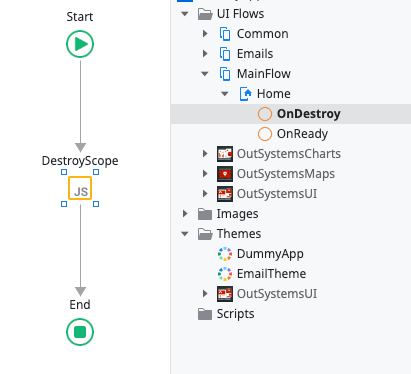 Start
DestroyScope
JS
End
UI Flows
Common
Emails
MainFlow
Home
OnDestroy
OnReady
OutSystemsCharts
OutSystemsMaps
OutSystemsUI
Images
Themes
DummyApp
EmailTheme
OutSystemsUI
Scripts